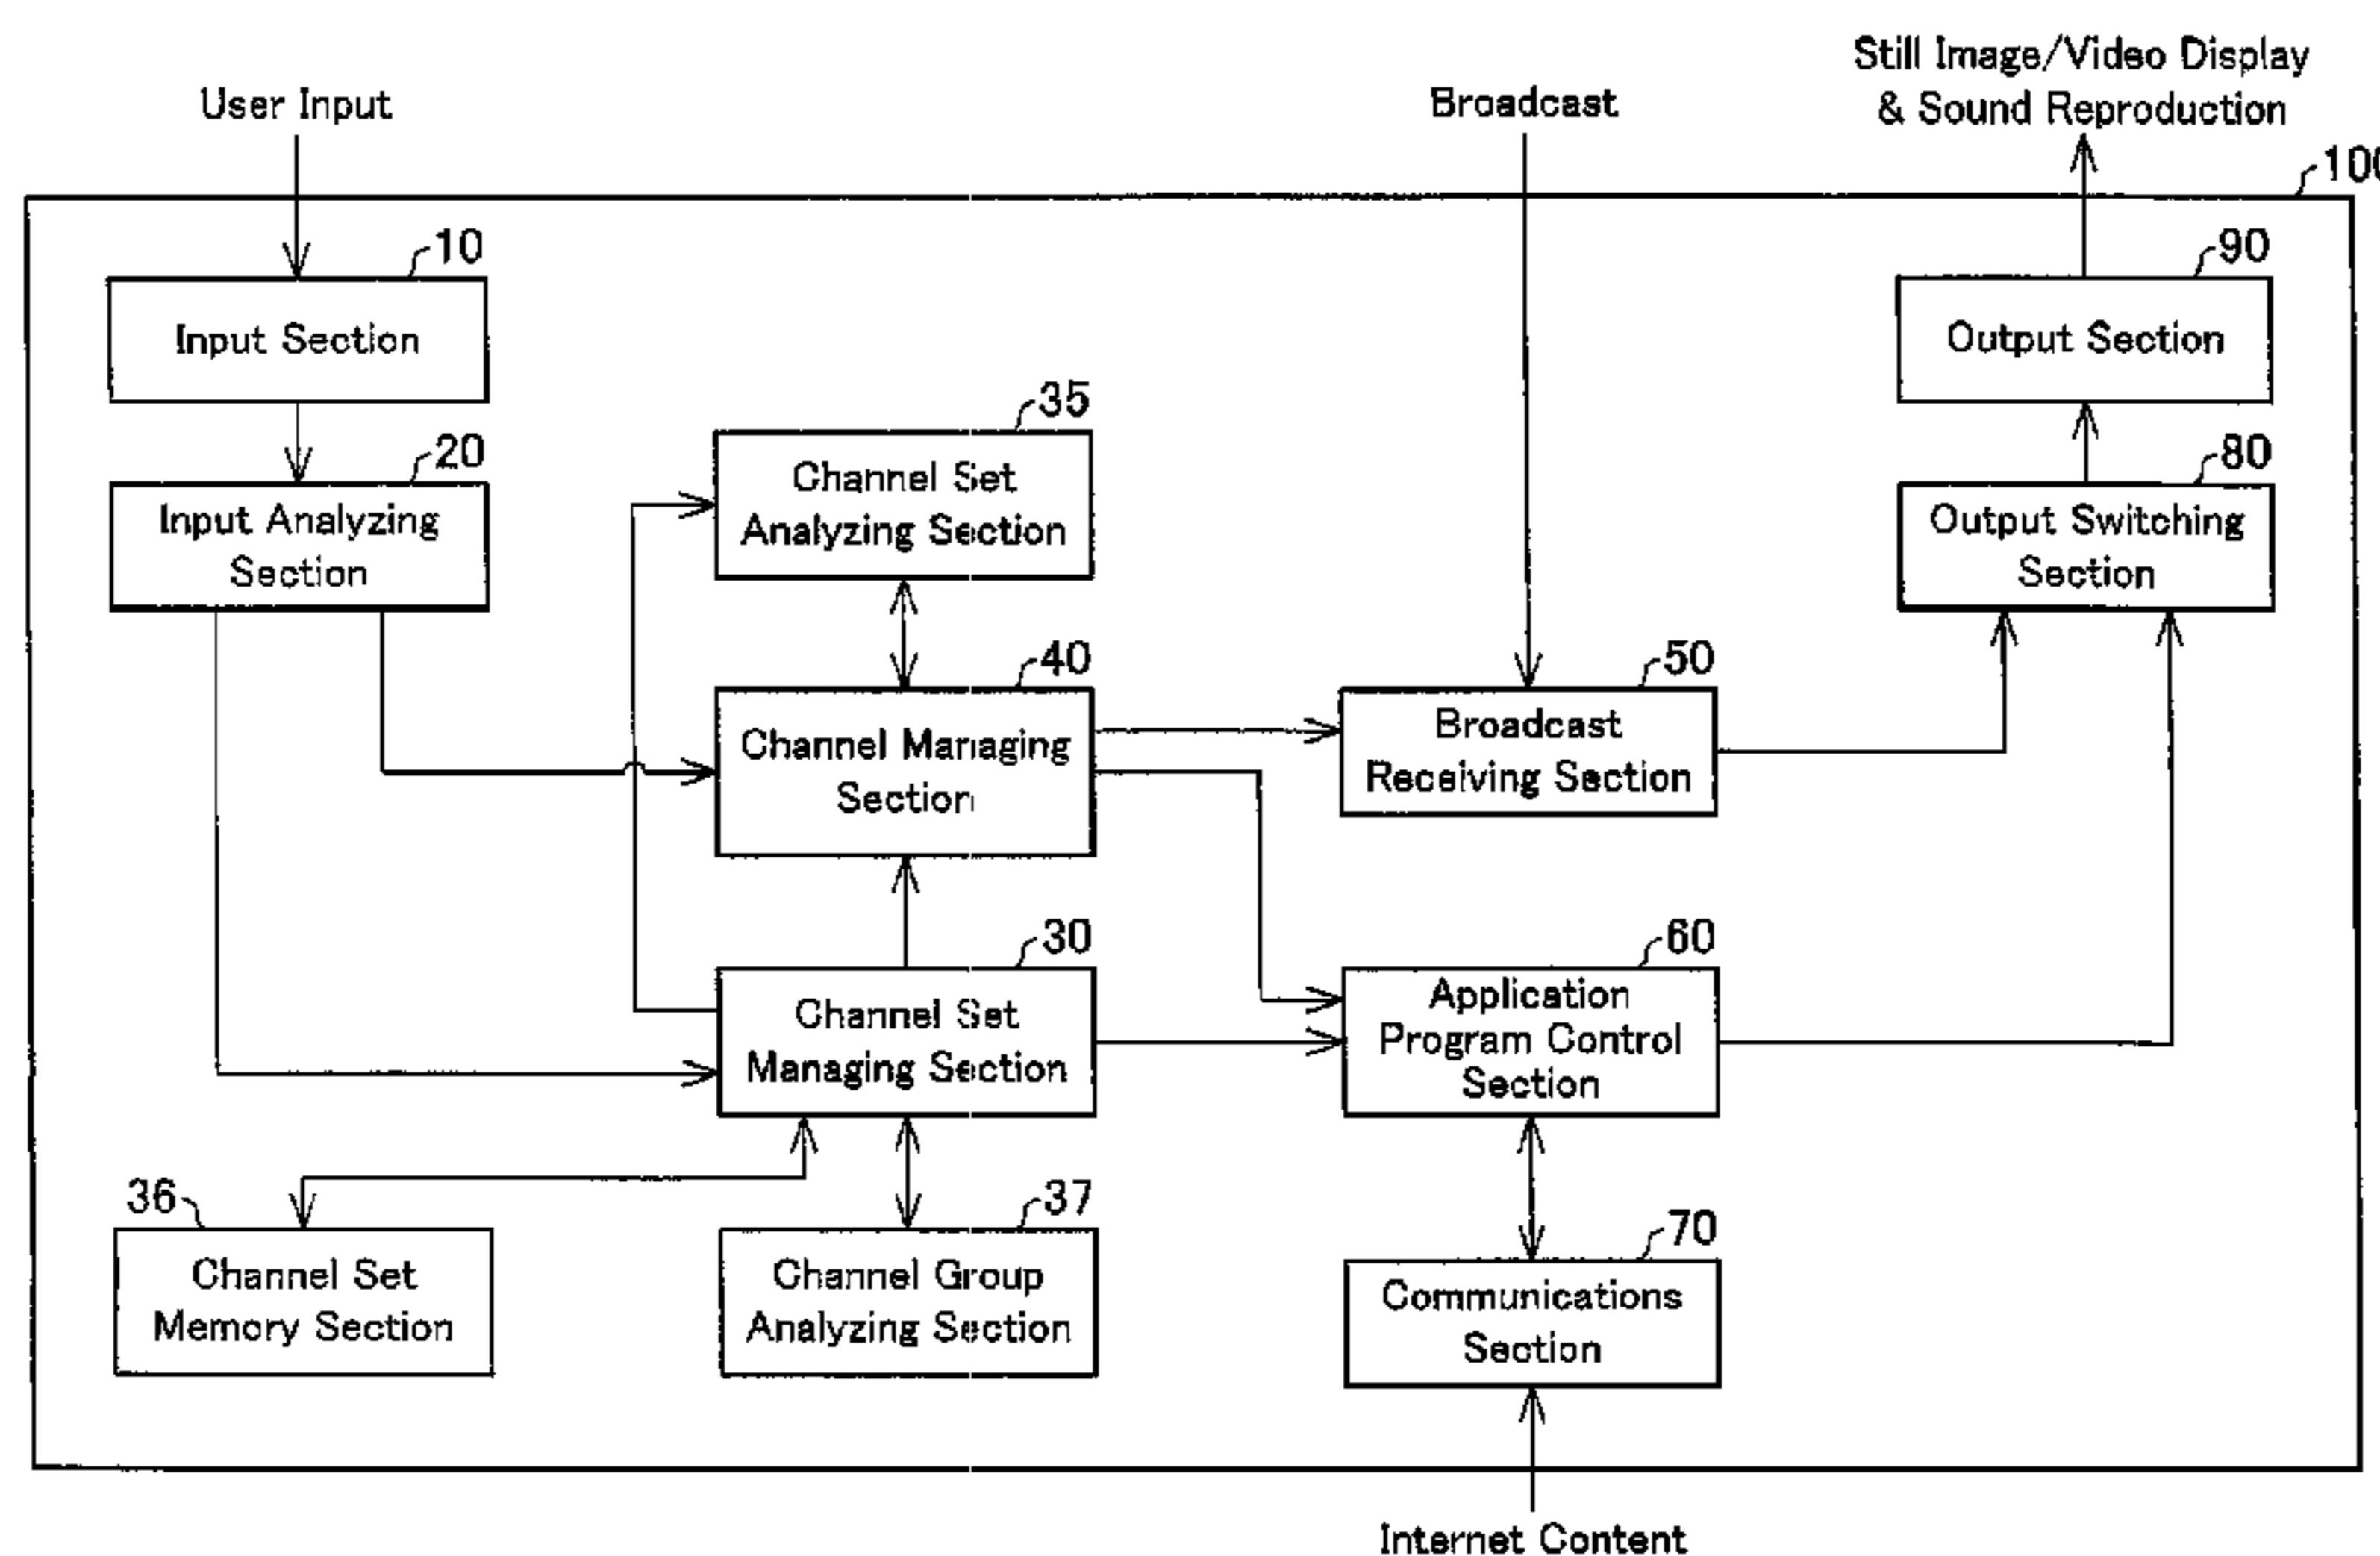 User Input
Broadcast
Still Image/Video Display
& Sound Reproduction
100
10
Input Section
90
Output Section
35
Channel Set
Analyzing Section
20
Input Analyzing
Section
80
Output Switching
Section
40
Channel Managing
Section
50
Broadcast
Receiving Section
30
Channel Set
Managing Section
60
Application
Program Control
Section
36
Channel Set
Memory Section
37
Channel Group
Analyzing Section
70
Communications
Section
Internet Content